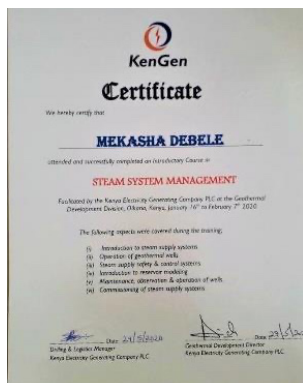 KenGen
Certificate
We hereby certify that
MEKASHA DEBELE
attended and successfully completed an Introductory Course in
STEAM SYSTEM MANAGEMENT
Facilitated by the Kenya Electricity Generating Company PLC at the Geothermal
Development Division, Olkaria, Kenya, January 16th to February 7th 2020
The following aspects were covered during the training;
(i) Introduction to steam supply systems
(ii) Operation of geothermal wells
(iii) Steam supply safety & control systems
(iv) Introduction to reservoir modeling
(v) Maintenance, observation & operation of wells
(vi) Commissioning of steam supply systems
Date
Drilling & Logistics Manager
Kenya Electricity Generating Company PLC
Date
Geothermal Development Director
Kenya Electricity Generating Company PLC